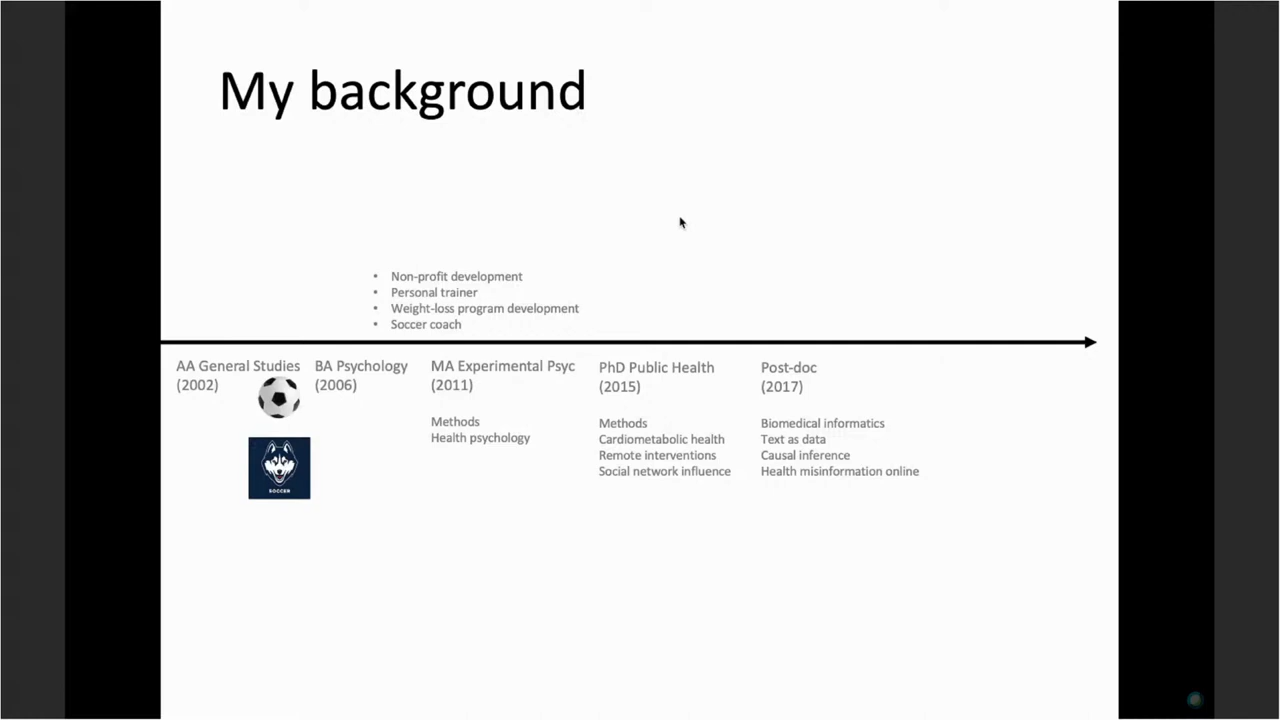 My background
• Non-profit development
• Personal trainer
• Weight-loss program development
• Soccer coach
AA General Studies
(2002)
BA Psychology
(2006)
MA Experimental Psyc
(2011)
Methods
Health psychology
PhD Public Health
(2015)
Methods
Cardiometabolic health
Remote interventions
Social network influence
Post-doc
(2017)
Biomedical informatics
Text as data
Causal inference
Health misinformation online
SOCCER